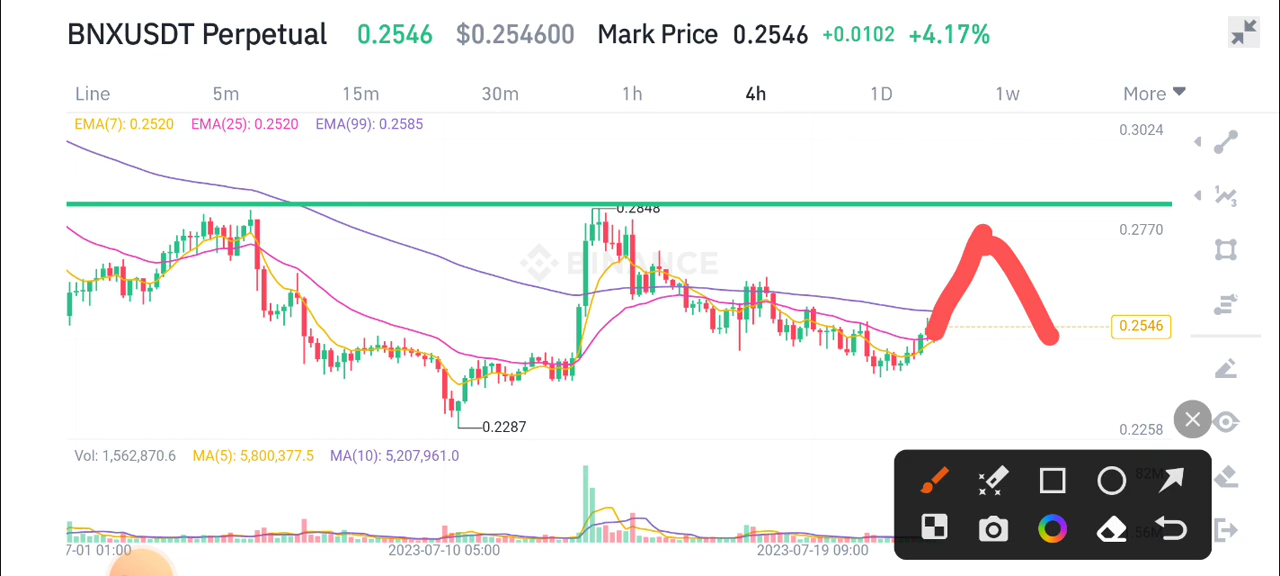 BNXUSDT Perpetual 0.2546 $0.254600 Mark Price 0.2546 +0.0102 +4.17%
Line 5m 15m 30m 1h 4h 1D 1w More
EMA(7): 0.2520 EMA(25): 0.2520 EMA(99): 0.2585
0.3024
0.2848
0.2770
BINANCE
0.2546
0.2287
0.2258
Vol: 1,562,870.6 MA(5): 5,800,377.5 MA(10): 5,207,961.0
82M
56M
7-01 01:00 2023-07-10 05:00 2023-07-19 09:00